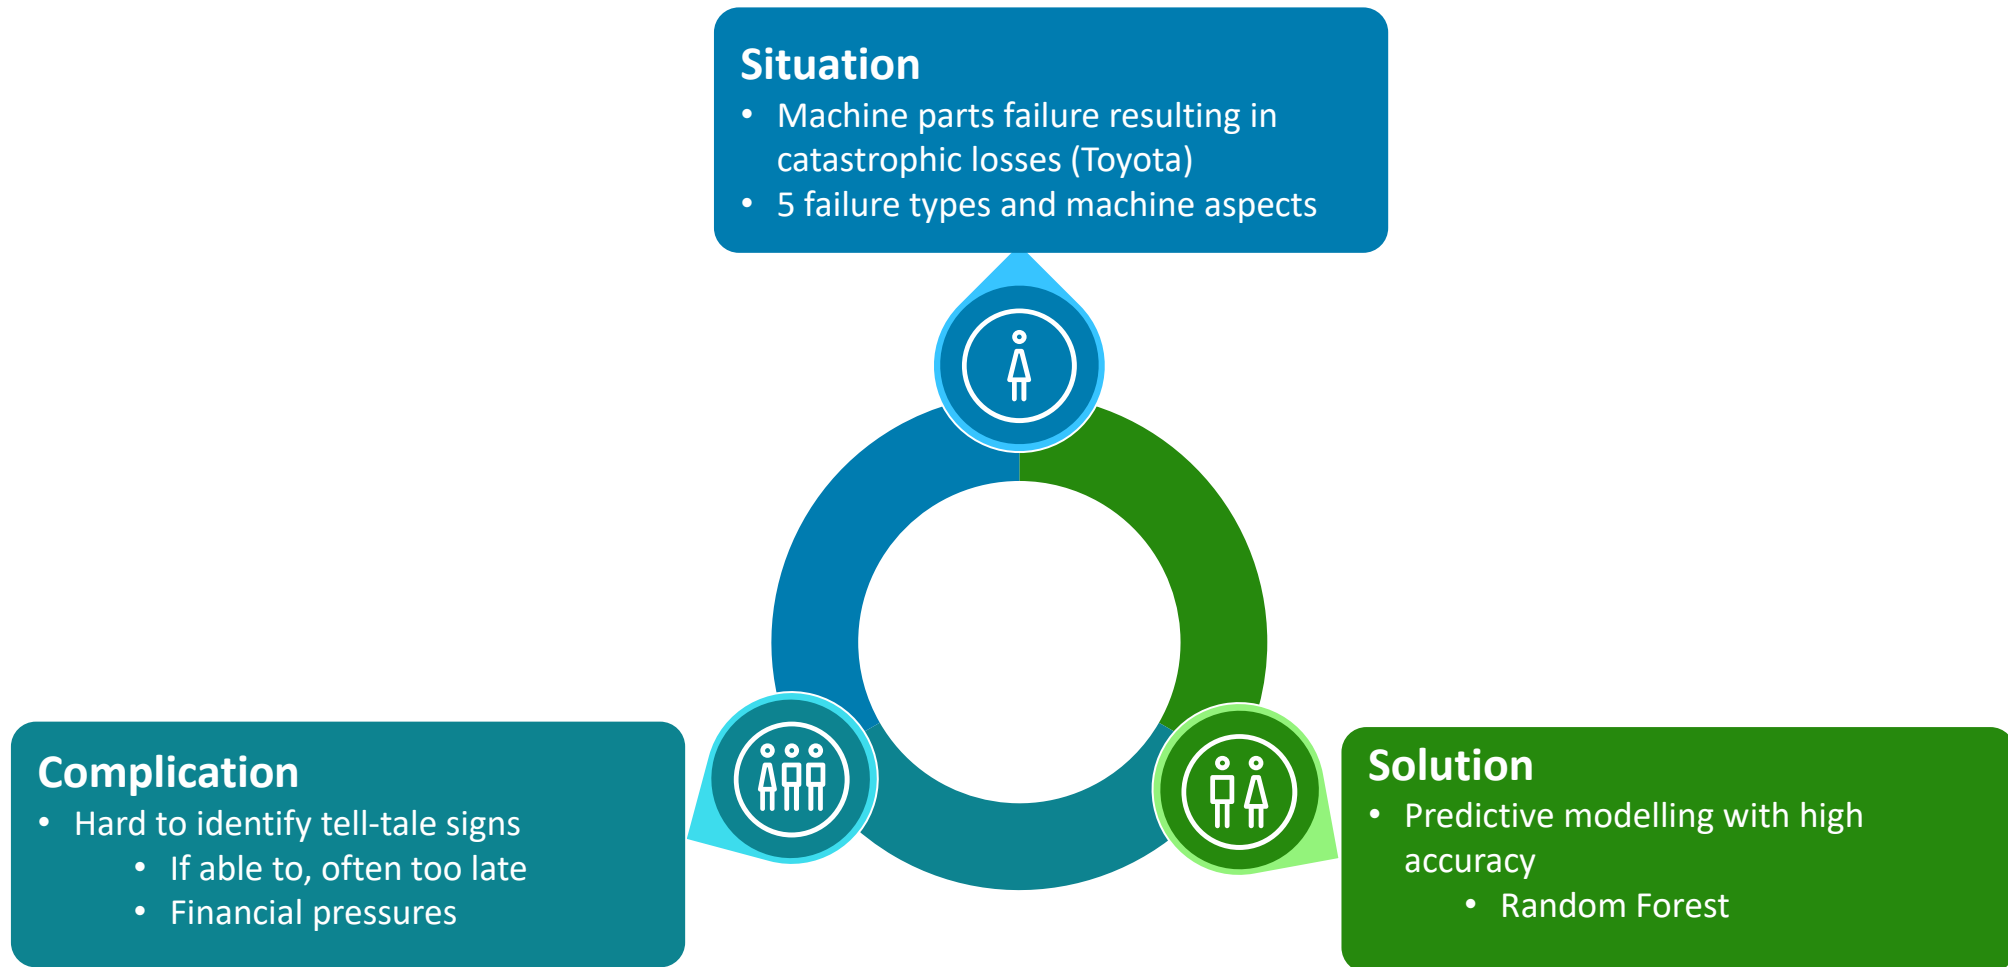 Situation
• Machine parts failure resulting in
catastrophic losses (Toyota)
• 5 failure types and machine aspects
Complication
• Hard to identify tell-tale signs
• If able to, often too late
• Financial pressures
Solution
• Predictive modelling with high
accuracy
• Random Forest